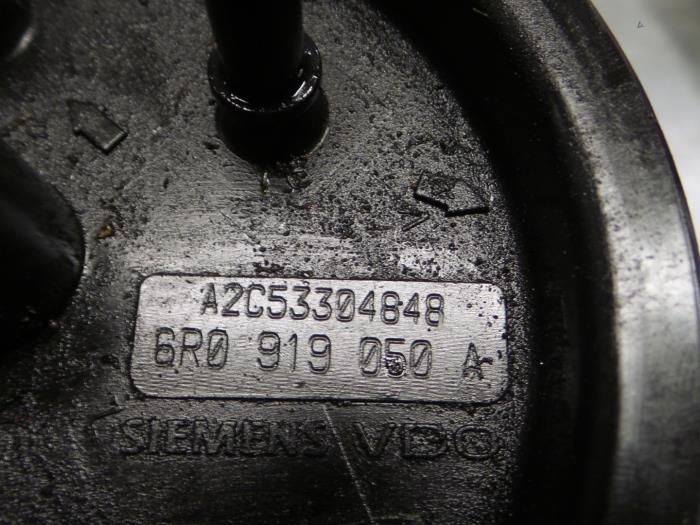 A2C53304848
6R0 919 050 A
SIEMENS VDO